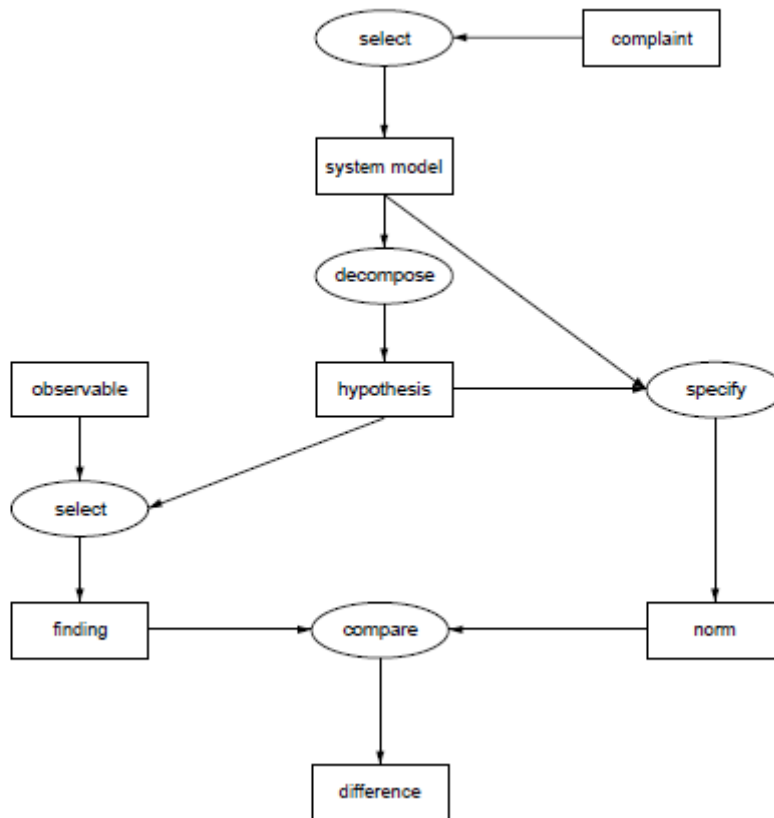 select
complaint
system model
decompose
observable
hypothesis
specify
select
finding
compare
norm
difference